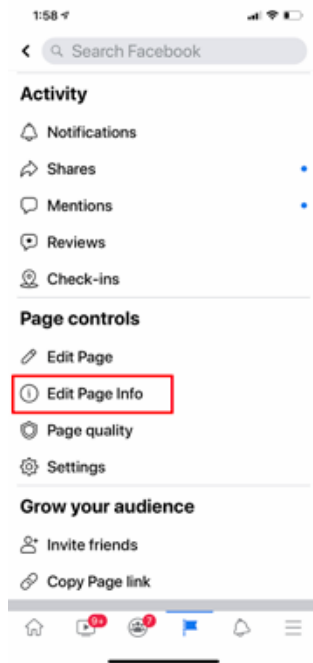 1:58
Search Facebook
Activity
Notifications
Shares
Mentions
Reviews
Check-ins
Page controls
Edit Page
Edit Page Info
Page quality
Settings
Grow your audience
Invite friends
Copy Page link
9+ 9